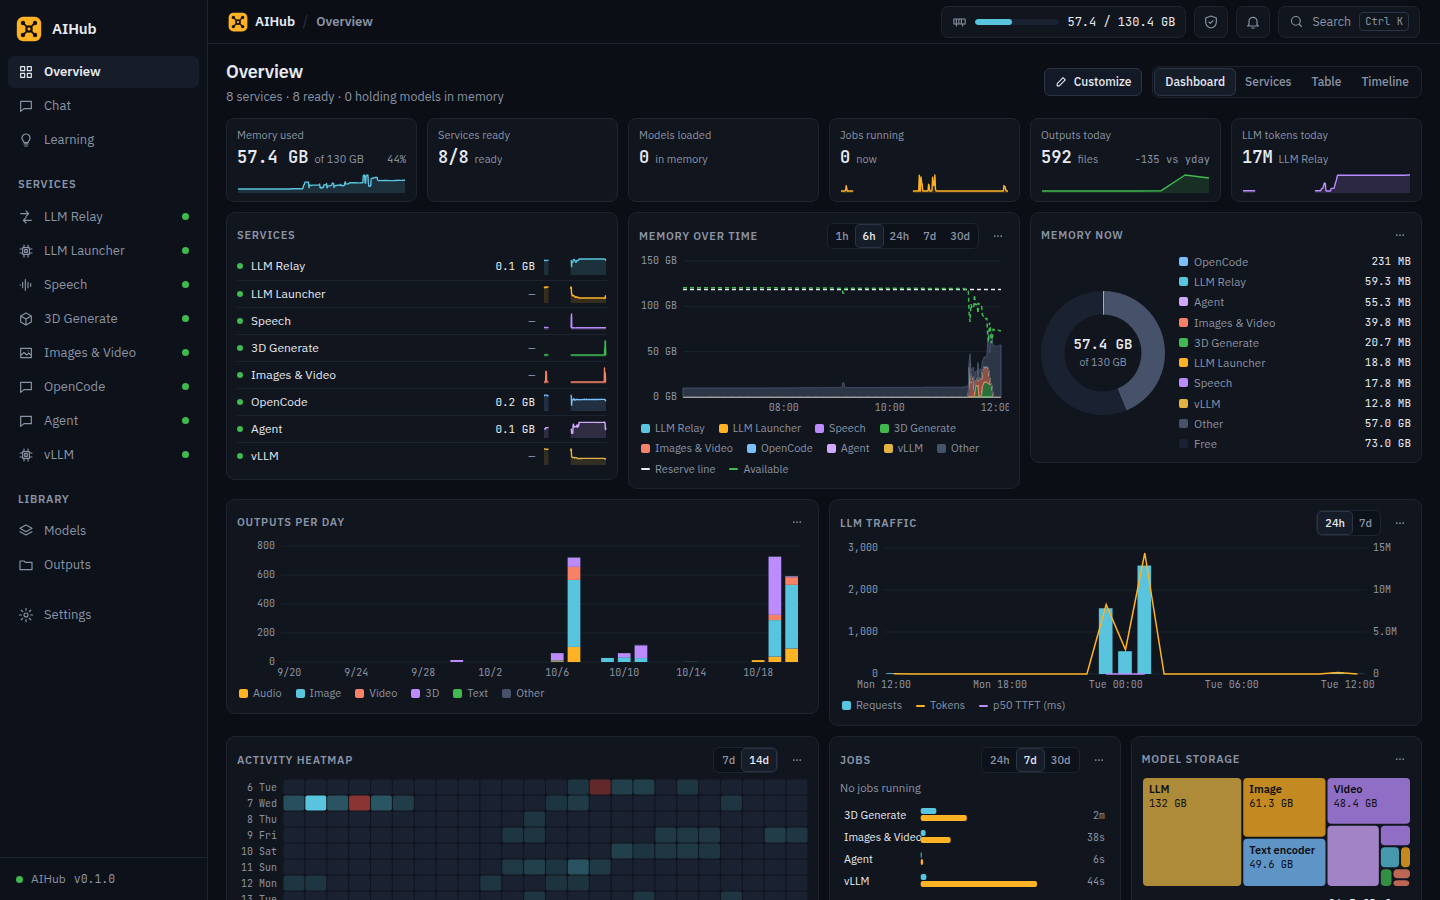 AIHub
Overview
Chat
Learning
SERVICES
LLM Relay
LLM Launcher
Speech
3D Generate
Images & Video
OpenCode
Agent
vLLM
LIBRARY
Models
Outputs
Settings
AIHub v0.1.0
AIHub / Overview
57.4 / 130.4 GB
Search Ctrl K
Overview
8 services · 8 ready · 0 holding models in memory
Customize
Dashboard Services Table Timeline
Memory used
57.4 GB of 130 GB 44%
Services ready
8/8 ready
Models loaded
0 in memory
Jobs running
0 now
Outputs today
592 files -135 vs yday
LLM tokens today
17M LLM Relay
SERVICES
LLM Relay 0.1 GB
LLM Launcher —
Speech —
3D Generate —
Images & Video —
OpenCode 0.2 GB
Agent 0.1 GB
vLLM —
MEMORY OVER TIME 1h 6h 24h 7d 30d ···
150 GB
100 GB
50 GB
0 GB
08:00 10:00 12:00
LLM Relay LLM Launcher Speech 3D Generate
Images & Video OpenCode Agent vLLM Other
Reserve line Available
MEMORY NOW ···
57.4 GB
of 130 GB
OpenCode 231 MB
LLM Relay 59.3 MB
Agent 55.3 MB
Images & Video 39.8 MB
3D Generate 20.7 MB
LLM Launcher 18.8 MB
Speech 17.8 MB
vLLM 12.8 MB
Other 57.0 GB
Free 73.0 GB
OUTPUTS PER DAY ···
800
600
400
200
0
9/20 9/24 9/28 10/2 10/6 10/10 10/14 10/18
Audio Image Video 3D Text Other
LLM TRAFFIC 24h 7d ···
3,000 15M
2,000 10M
1,000 5.0M
0 0
Mon 12:00 Mon 18:00 Tue 00:00 Tue 06:00 Tue 12:00
Requests Tokens p50 TTFT (ms)
ACTIVITY HEATMAP 7d 14d ···
6 Tue
7 Wed
8 Thu
9 Fri
10 Sat
11 Sun
12 Mon
13 Tue
JOBS 24h 7d 30d ···
No jobs running
3D Generate 2m
Images & Video 38s
Agent 6s
vLLM 44s
MODEL STORAGE ···
LLM
132 GB
Image
61.3 GB
Text encoder
49.6 GB
Video
48.4 GB